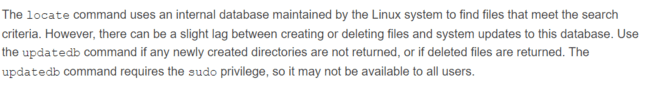 The locate command uses an internal database maintained by the Linux system to find files that meet the search
criteria. However, there can be a slight lag between creating or deleting files and system updates to this database. Use
the updatedb command if any newly created directories are not returned, or if deleted files are returned. The
updatedb command requires the sudo privilege, so it may not be available to all users.